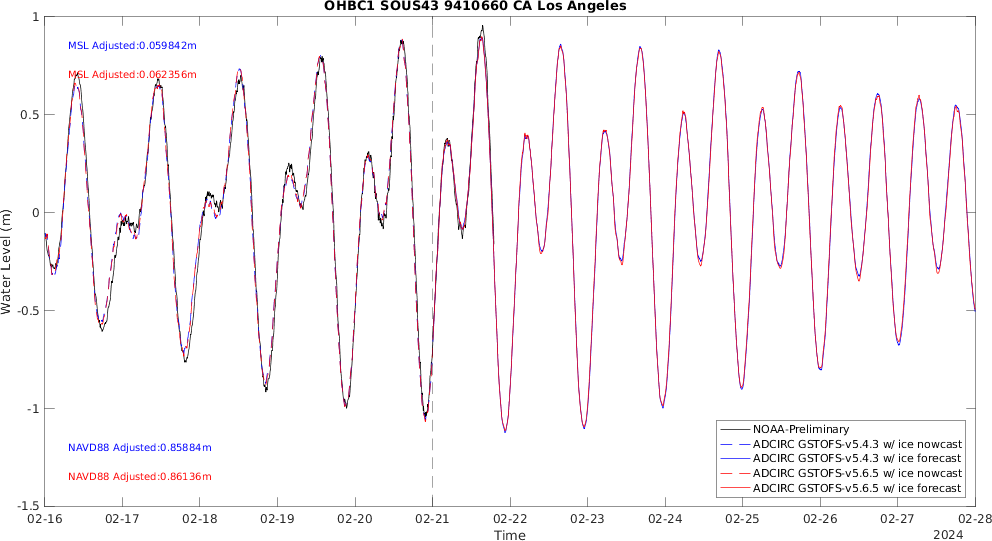 OHBC1 SOUS43 9410660 CA Los Angeles
MSL Adjusted:0.059842m
MSL Adjusted:0.062356m
NAVD88 Adjusted:0.85884m
NAVD88 Adjusted:0.86136m
Water Level (m)
1
0.5
0
-0.5
-1
-1.5
NOAA-Preliminary
ADCIRC GSTOFS-v5.4.3 w/ ice nowcast
ADCIRC GSTOFS-v5.4.3 w/ ice forecast
ADCIRC GSTOFS-v5.6.5 w/ ice nowcast
ADCIRC GSTOFS-v5.6.5 w/ ice forecast
02-16 02-17 02-18 02-19 02-20 02-21 02-22 02-23 02-24 02-25 02-26 02-27 02-28
Time
2024